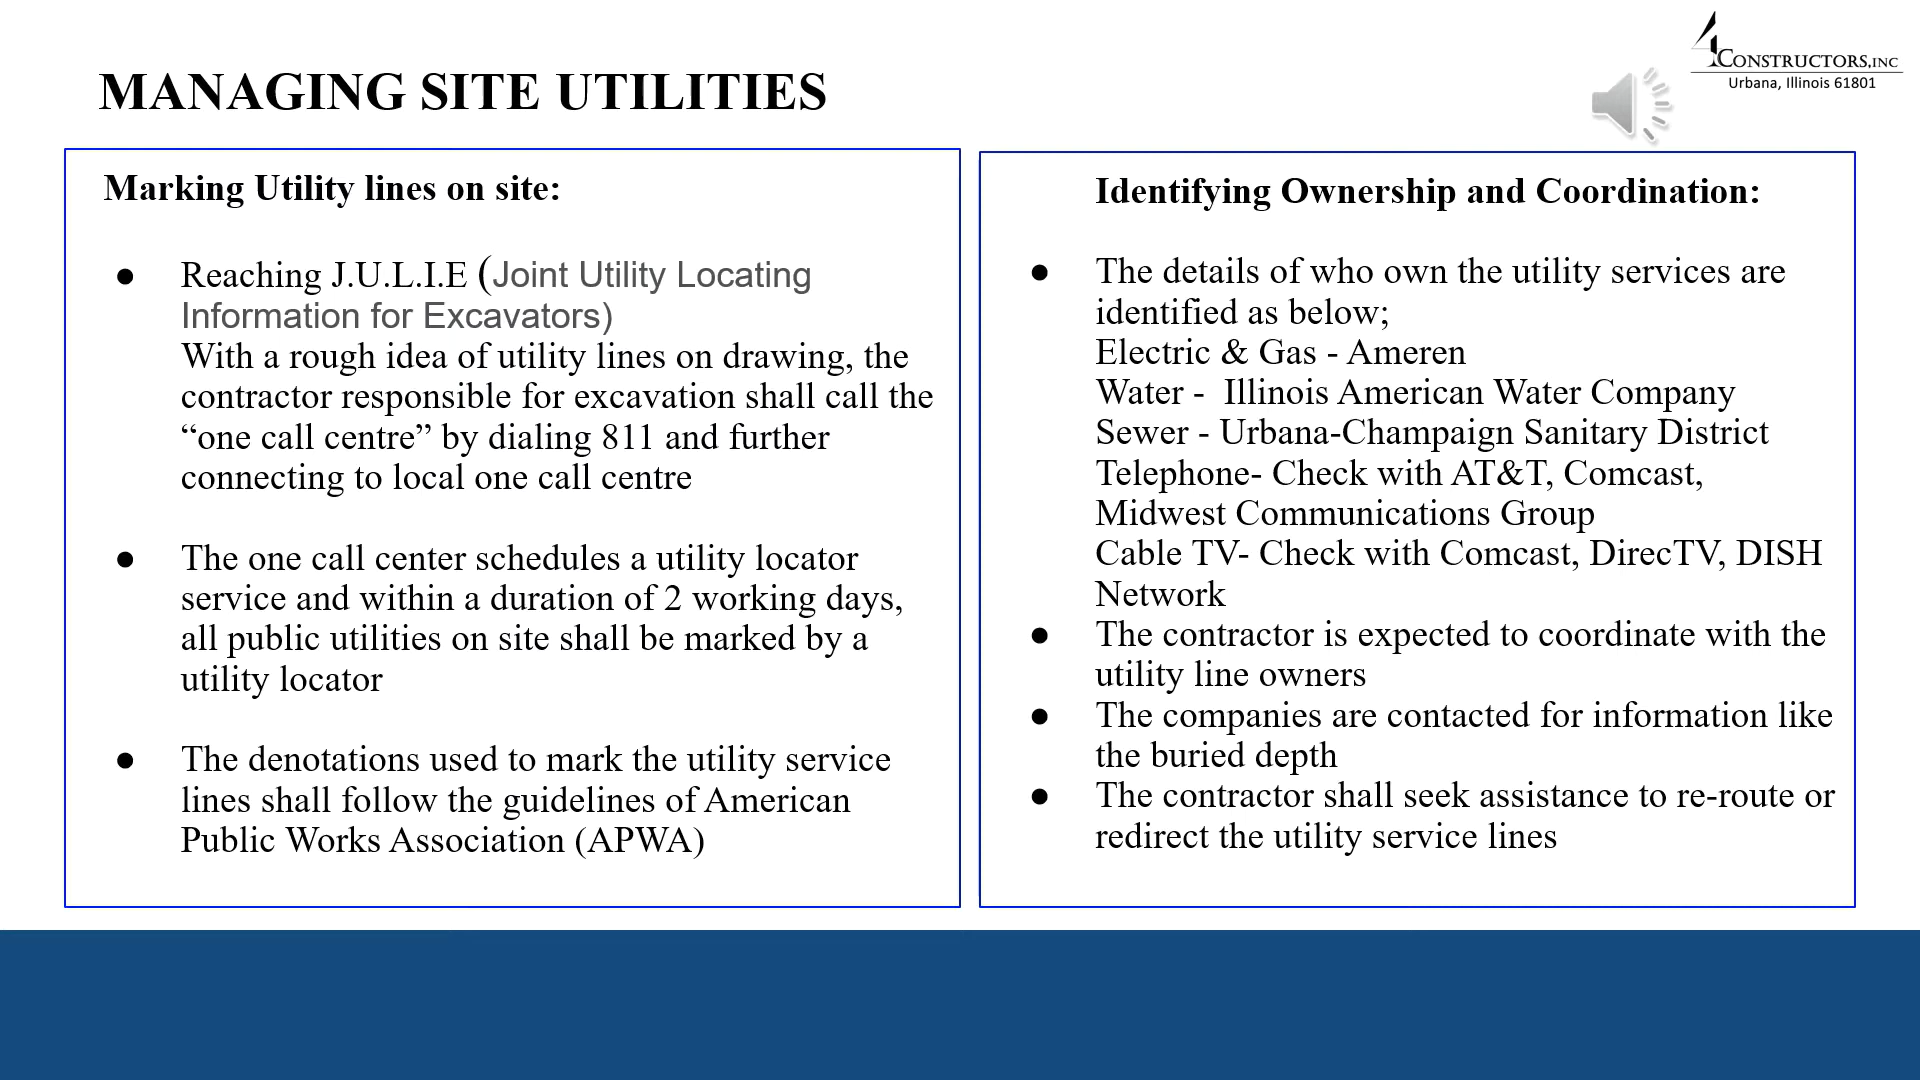 4CONSTRUCTORS,INC
Urbana, Illinois 61801
MANAGING SITE UTILITIES
Marking Utility lines on site:
● Reaching J.U.L.I.E (Joint Utility Locating
Information for Excavators)
With a rough idea of utility lines on drawing, the
contractor responsible for excavation shall call the
“one call centre” by dialing 811 and further
connecting to local one call centre
● The one call center schedules a utility locator
service and within a duration of 2 working days,
all public utilities on site shall be marked by a
utility locator
● The denotations used to mark the utility service
lines shall follow the guidelines of American
Public Works Association (APWA)
Identifying Ownership and Coordination:
● The details of who own the utility services are
identified as below;
Electric & Gas - Ameren
Water -  Illinois American Water Company
Sewer - Urbana-Champaign Sanitary District
Telephone- Check with AT&T, Comcast,
Midwest Communications Group
Cable TV- Check with Comcast, DirecTV, DISH
Network
● The contractor is expected to coordinate with the
utility line owners
● The companies are contacted for information like
the buried depth
● The contractor shall seek assistance to re-route or
redirect the utility service lines